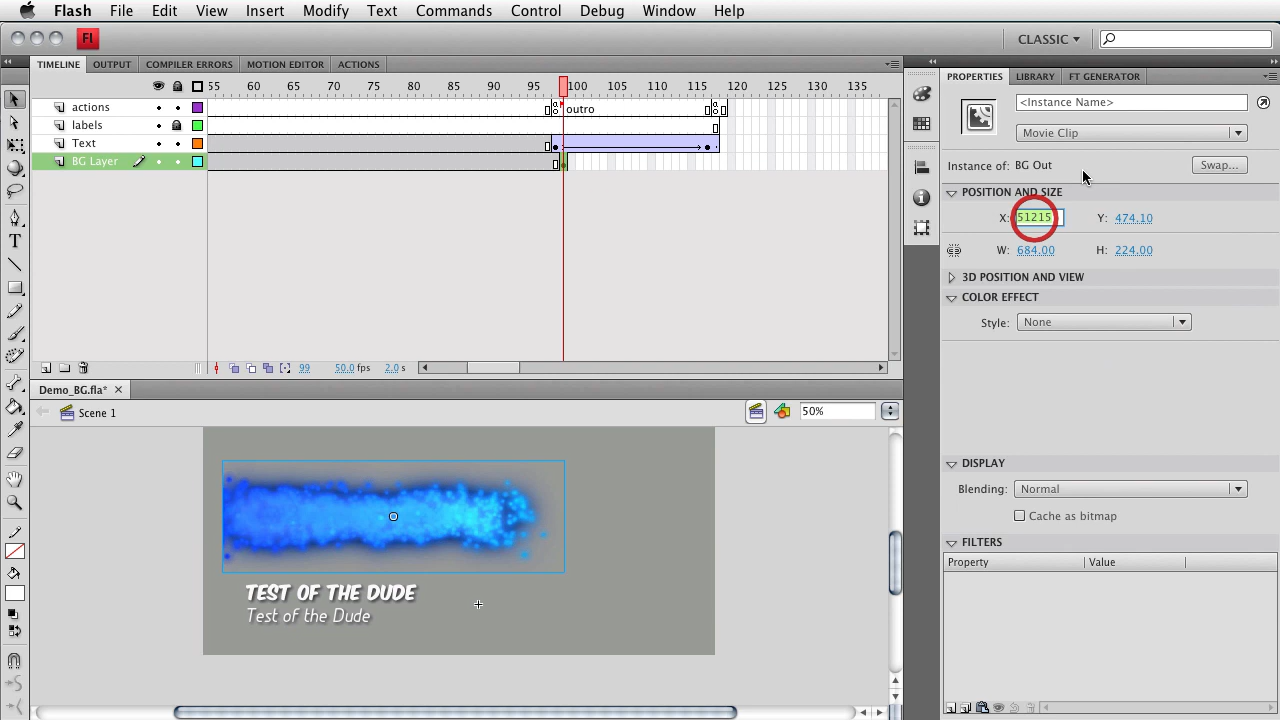 Flash File Edit View Insert Modify Text Commands Control Debug Window Help
Fl CLASSIC
TIMELINE OUTPUT COMPILER ERRORS MOTION EDITOR ACTIONS
55 60 65 70 75 80 85 90 95 100 105 110 115 120 125 130 135
actions
outro
labels
Text
BG Layer
99 50.0 fps 2.0 s
Demo_BG.fla*
Scene 1
50%
TEST OF THE DUDE
Test of the Dude
PROPERTIES LIBRARY FT GENERATOR
<Instance Name>
Movie Clip
Instance of: BG Out Swap...
POSITION AND SIZE
X: 51215 Y: 474.10
W: 684.00 H: 224.00
3D POSITION AND VIEW
COLOR EFFECT
Style: None
DISPLAY
Blending: Normal
Cache as bitmap
FILTERS
Property Value